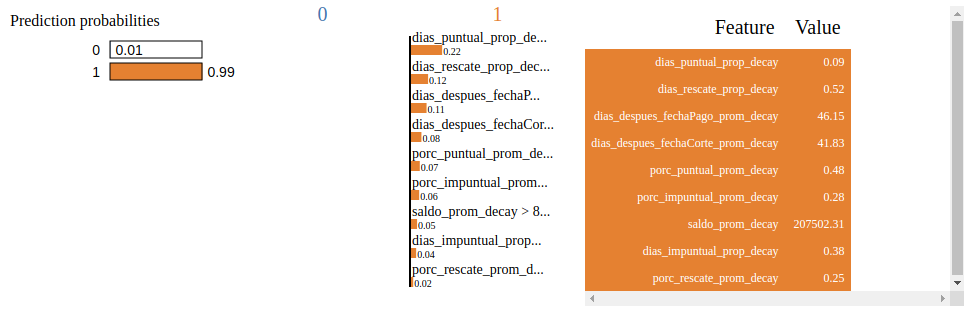 Prediction probabilities
0 0.01
1 0.99
0 1
dias_puntual_prop_de...
0.22
dias_rescate_prop_dec...
0.12
dias_despues_fechaP...
0.11
dias_despues_fechaCor...
0.08
porc_puntual_prom_de...
0.07
porc_impuntual_prom...
0.06
saldo_prom_decay > 8...
0.05
dias_impuntual_prop...
0.04
porc_rescate_prom_d...
0.02
Feature Value
dias_puntual_prop_decay 0.09
dias_rescate_prop_decay 0.52
dias_despues_fechaPago_prom_decay 46.15
dias_despues_fechaCorte_prom_decay 41.83
porc_puntual_prom_decay 0.48
porc_impuntual_prom_decay 0.28
saldo_prom_decay 207502.31
dias_impuntual_prop_decay 0.38
porc_rescate_prom_decay 0.25